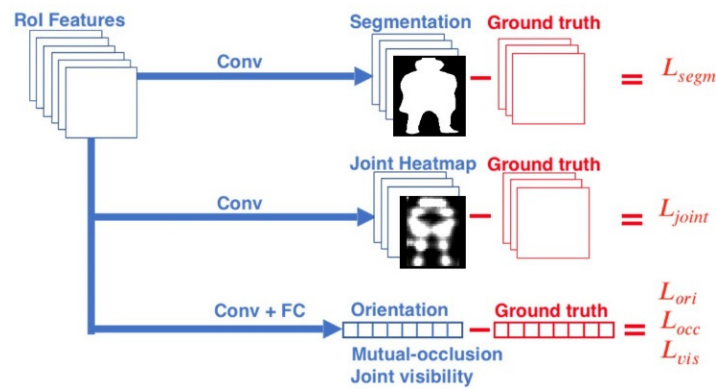 RoI Features
Segmentation
Ground truth
Conv
= L_segm
Joint Heatmap
Ground truth
Conv
= L_joint
Conv + FC
Orientation
Ground truth
L_ori
= L_occ
L_vis
Mutual-occlusion
Joint visibility